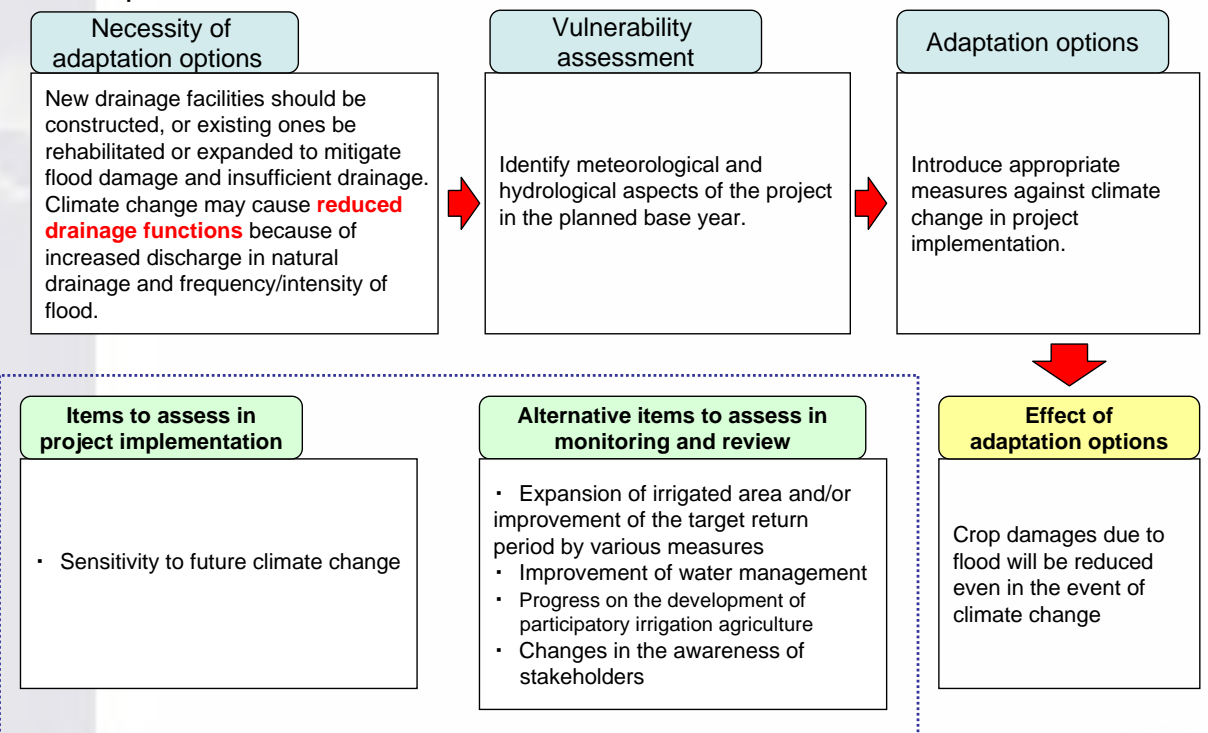 Necessity of
adaptation options
New drainage facilities should be
constructed, or existing ones be
rehabilitated or expanded to mitigate
flood damage and insufficient drainage.
Climate change may cause reduced
drainage functions because of
increased discharge in natural
drainage and frequency/intensity of
flood.
Vulnerability
assessment
Identify meteorological and
hydrological aspects of the project
in the planned base year.
Adaptation options
Introduce appropriate
measures against climate
change in project
implementation.
Items to assess in
project implementation
・ Sensitivity to future climate change
Alternative items to assess in
monitoring and review
・ Expansion of irrigated area and/or
improvement of the target return
period by various measures
・ Improvement of water management
・ Progress on the development of
participatory irrigation agriculture
・ Changes in the awareness of
stakeholders
Effect of
adaptation options
Crop damages due to
flood will be reduced
even in the event of
climate change